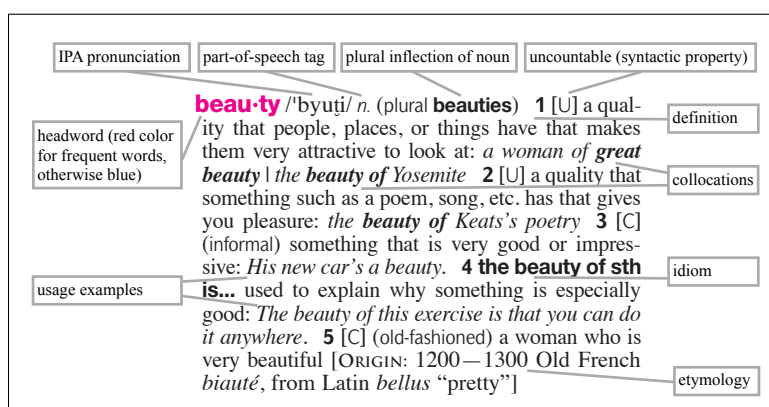 IPA pronunciation
part-of-speech tag
plural inflection of noun
uncountable (syntactic property)
beau·ty /ˈbyuṱi/ n. (plural beauties) 1 [U] a qual-
ity that people, places, or things have that makes
them very attractive to look at: a woman of great
beauty | the beauty of Yosemite 2 [U] a quality that
something such as a poem, song, etc. has that gives
you pleasure: the beauty of Keats's poetry 3 [C]
(informal) something that is very good or impres-
sive: His new car's a beauty. 4 the beauty of sth
is... used to explain why something is especially
good: The beauty of this exercise is that you can do
it anywhere. 5 [C] (old-fashioned) a woman who is
very beautiful [ORIGIN: 1200—1300 Old French
biauté, from Latin bellus “pretty”]
headword (red color
for frequent words,
otherwise blue)
usage examples
definition
collocations
idiom
etymology